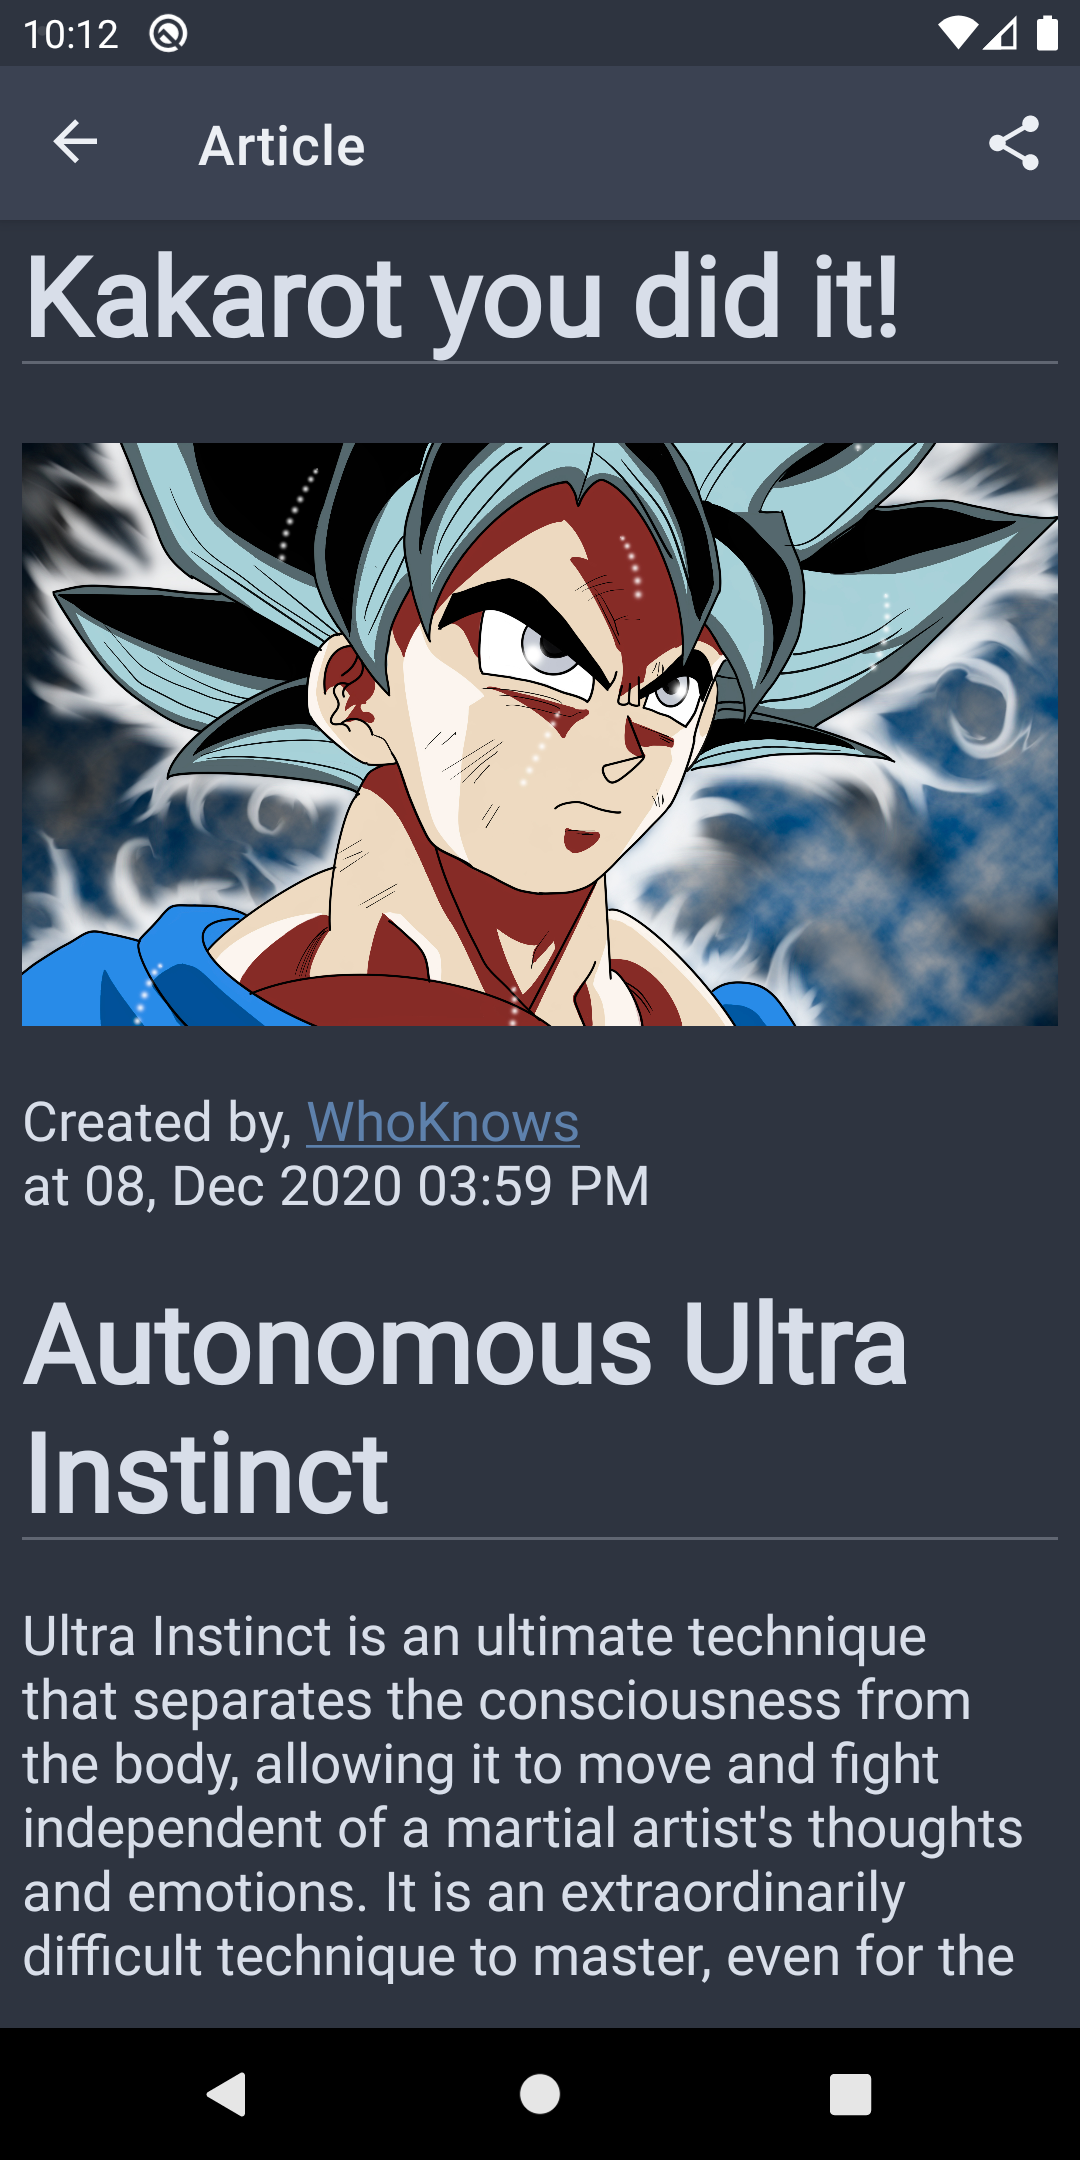 10:12
Article
Kakarot you did it!
Created by, WhoKnows
at 08, Dec 2020 03:59 PM
Autonomous Ultra
Instinct
Ultra Instinct is an ultimate technique
that separates the consciousness from
the body, allowing it to move and fight
independent of a martial artist's thoughts
and emotions. It is an extraordinarily
difficult technique to master, even for the